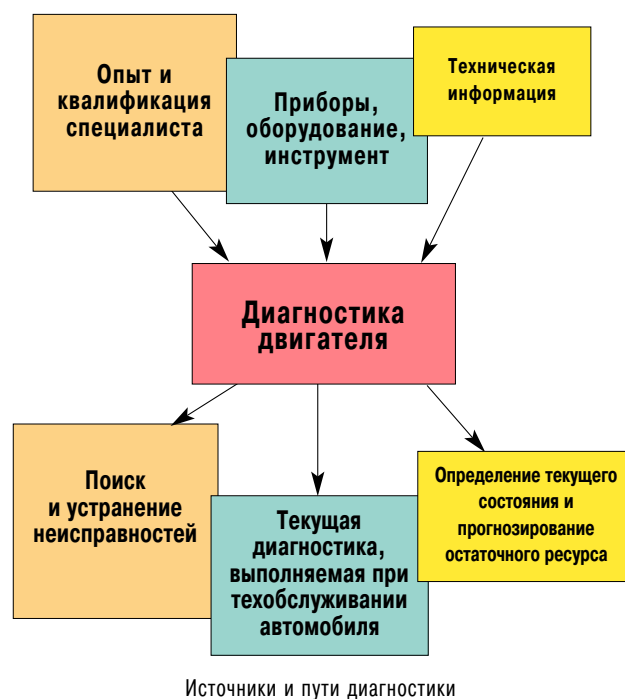 Опыт и
квалификация
специалиста
Приборы,
оборудование,
инструмент
Техническая
информация
Диагностика
двигателя
Поиск
и устранение
неисправностей
Текущая
диагностика,
выполняемая при
техобслуживании
автомобиля
Определение текущего
состояния и
прогнозирование
остаточного ресурса
Источники и пути диагностики